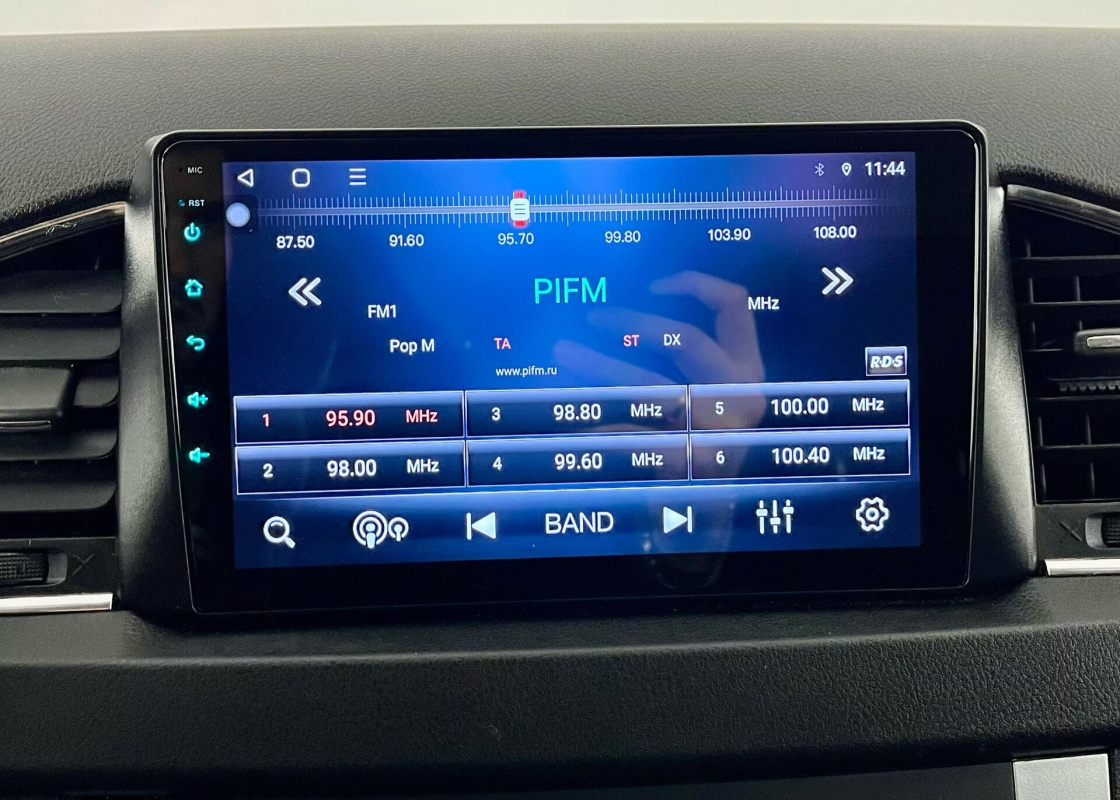 MIC
RST
11:44
87.50 91.60 95.70 99.80 103.90 108.00
PIFM
FM1 MHz
Pop M TA ST DX
www.pifm.ru
RDS
1 95.90 MHz 3 98.80 MHz 5 100.00 MHz
2 98.00 MHz 4 99.60 MHz 6 100.40 MHz
BAND